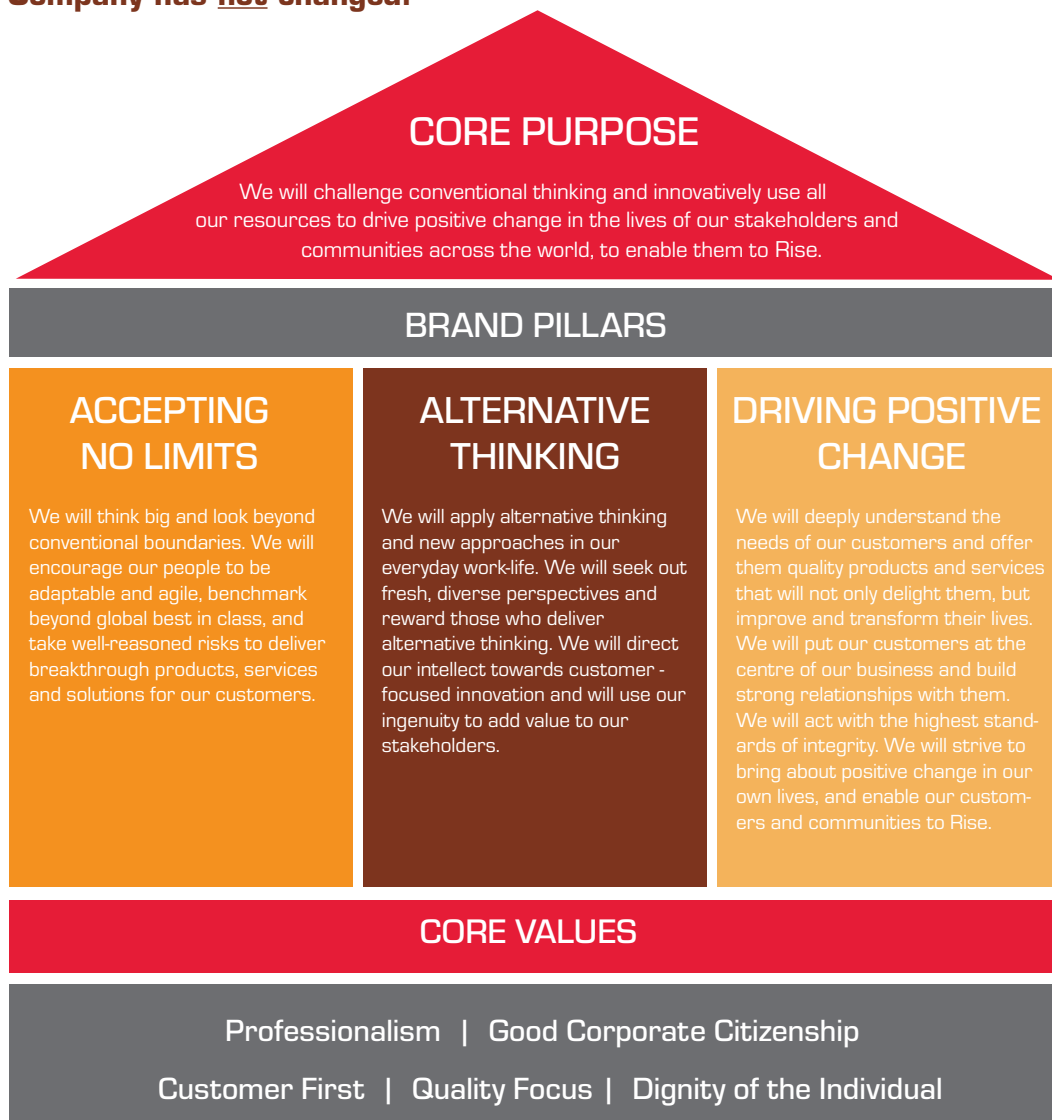 Company has not changed.
CORE PURPOSE
We will challenge conventional thinking and innovatively use all
our resources to drive positive change in the lives of our stakeholders and
communities across the world, to enable them to Rise.
BRAND PILLARS
ACCEPTING
NO LIMITS
We will think big and look beyond
conventional boundaries. We will
encourage our people to be
adaptable and agile, benchmark
beyond global best in class, and
take well-reasoned risks to deliver
breakthrough products, services
and solutions for our customers.
ALTERNATIVE
THINKING
We will apply alternative thinking
and new approaches in our
everyday work-life. We will seek out
fresh, diverse perspectives and
reward those who deliver
alternative thinking. We will direct
our intellect towards customer -
focused innovation and will use our
ingenuity to add value to our
stakeholders.
DRIVING POSITIVE
CHANGE
We will deeply understand the
needs of our customers and offer
them quality products and services
that will not only delight them, but
improve and transform their lives.
We will put our customers at the
centre of our business and build
strong relationships with them.
We will act with the highest stand-
ards of integrity. We will strive to
bring about positive change in our
own lives, and enable our custom-
ers and communities to Rise.
CORE VALUES
Professionalism | Good Corporate Citizenship
Customer First | Quality Focus | Dignity of the Individual